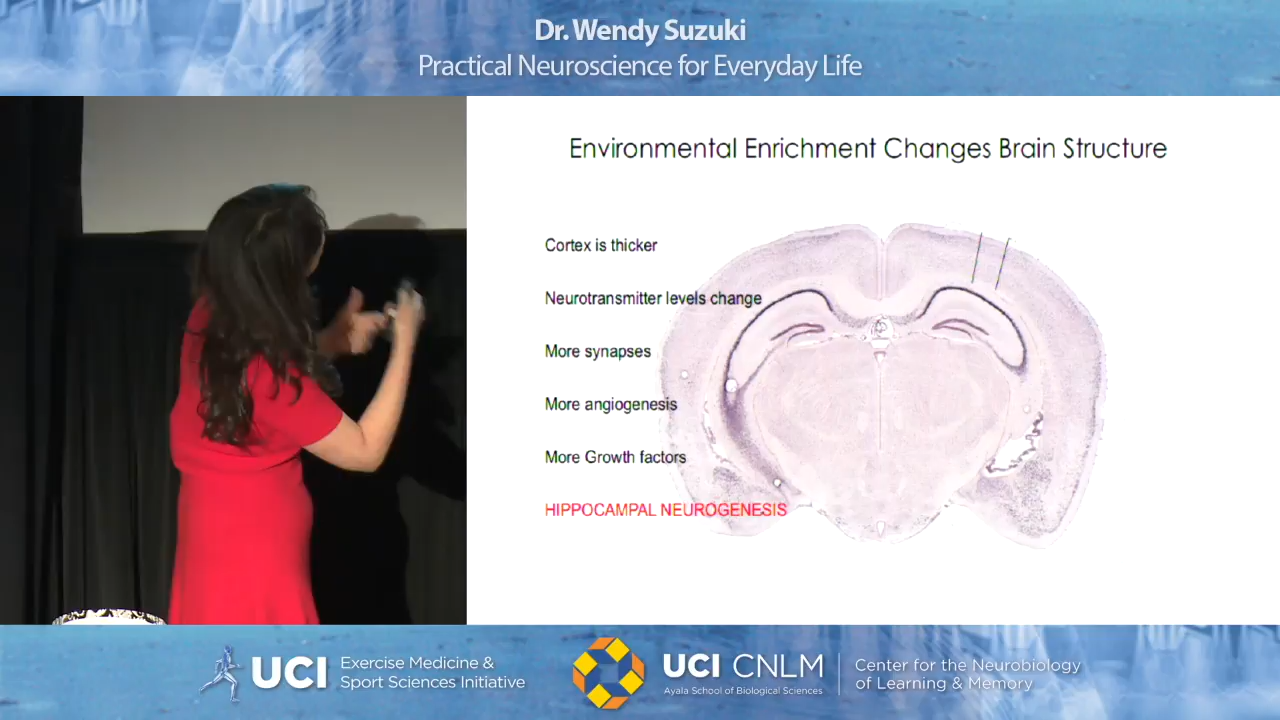 Dr. Wendy Suzuki
Practical Neuroscience for Everyday Life
Environmental Enrichment Changes Brain Structure
Cortex is thicker
Neurotransmitter levels change
More synapses
More angiogenesis
More Growth factors
HIPPOCAMPAL NEUROGENESIS
UCI Exercise Medicine &
Sport Sciences Initiative
UCI CNLM
Ayala School of Biological Sciences
Center for the Neurobiology
of Learning & Memory